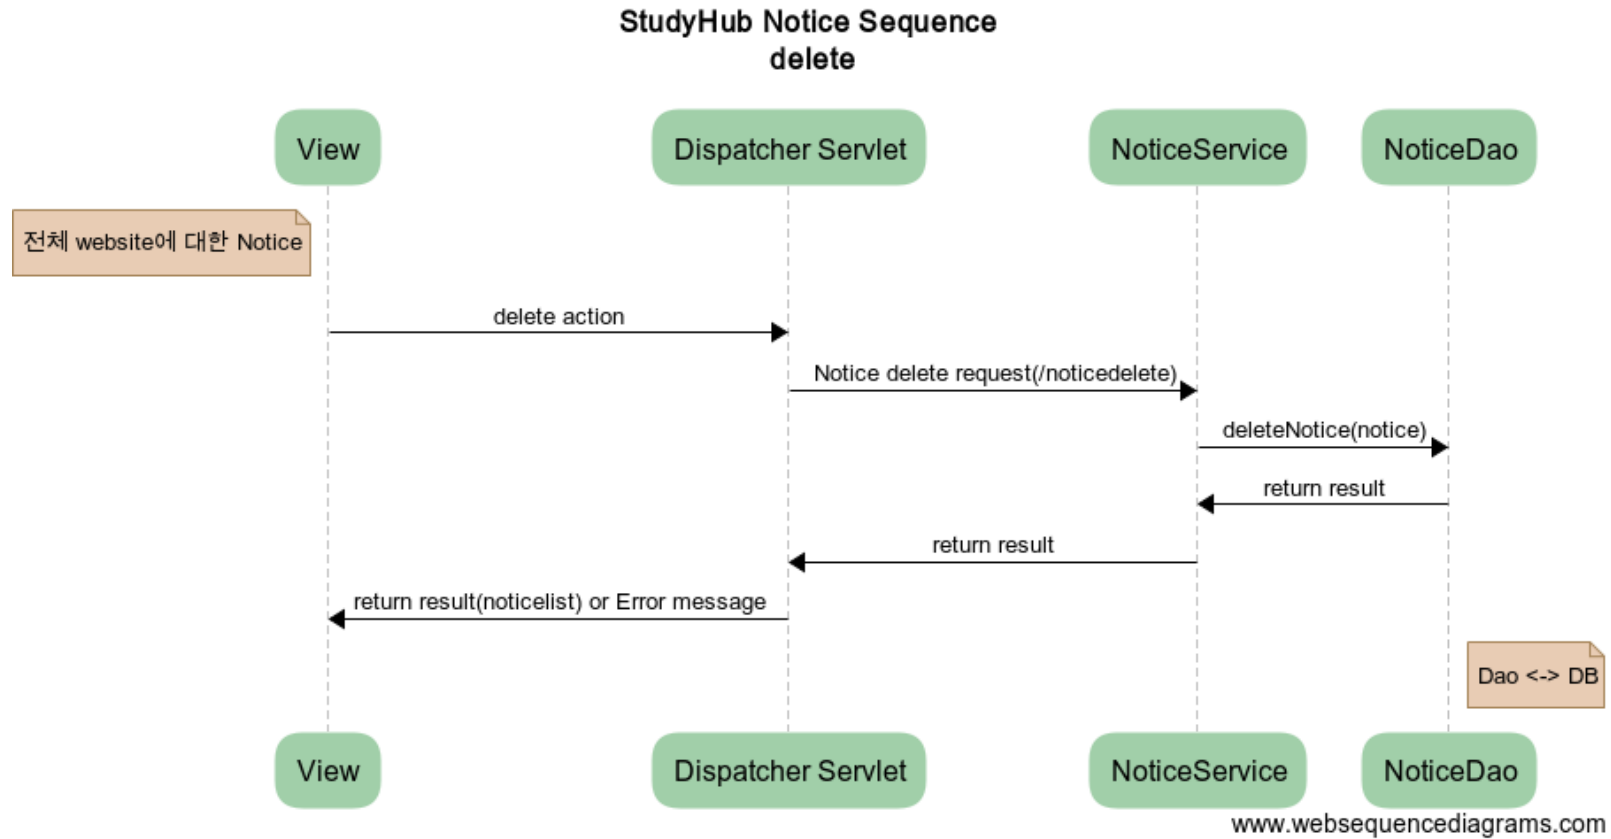 StudyHub Notice Sequence
delete
View
Dispatcher Servlet
NoticeService
NoticeDao
전체 website에 대한 Notice
delete action
Notice delete request(/noticedelete)
deleteNotice(notice)
return result
return result
return result(noticelist) or Error message
Dao <-> DB
View
Dispatcher Servlet
NoticeService
NoticeDao
www.websequencediagrams.com